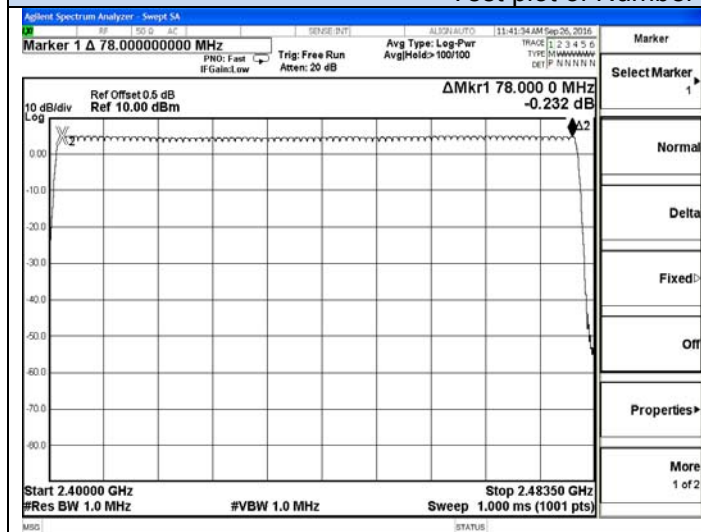 Test plot of Number
Agilent Spectrum Analyzer - Swept SA
RF 50 Ω AC SENSE:INT ALIGN AUTO 11:41:34 AM Sep 26, 2016
Marker 1 Δ 78.000000000 MHz
PNO: Fast
IFGain:Low
Trig: Free Run
Atten: 20 dB
Avg Type: Log-Pwr
Avg|Hold:>100/100
TRACE 1 2 3 4 5 6
TYPE M
DET P N N N N N
Ref Offset 0.5 dB
Ref 10.00 dBm
ΔMkr1 78.000 0 MHz
-0.232 dB
10 dB/div
Log
X2
Δ2
0.00
-10.0
-20.0
-30.0
-40.0
-50.0
-60.0
-70.0
-80.0
Start 2.40000 GHz
Stop 2.48350 GHz
#Res BW 1.0 MHz
#VBW 1.0 MHz
Sweep 1.000 ms (1001 pts)
MSG
STATUS
Marker
Select Marker
1
Normal
Delta
Fixed
Off
Properties
More
1 of 2